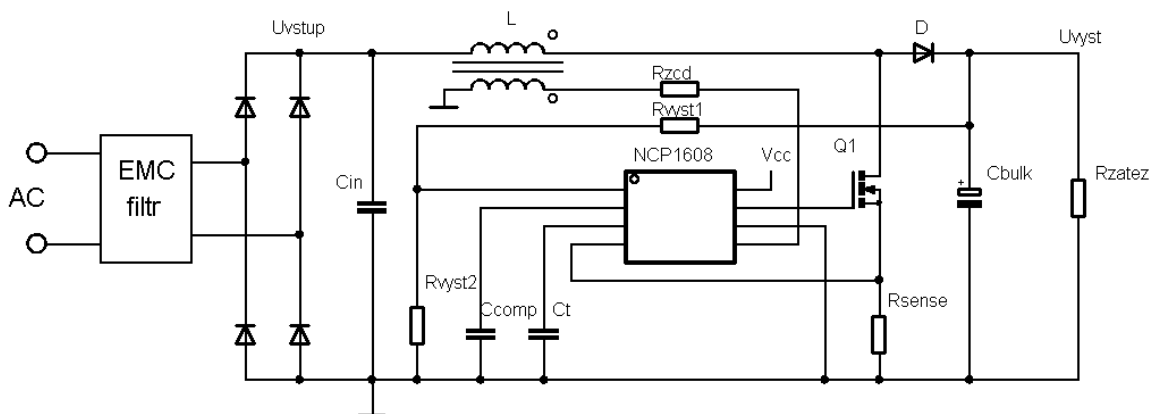 Uvstup
L
D
Uvyst
Rzcd
Rvyst1
NCP1608
Vcc
Q1
EMC
filtr
AC
Cin
+
Cbulk
Rzatez
Rvyst2
Ccomp
Ct
Rsense